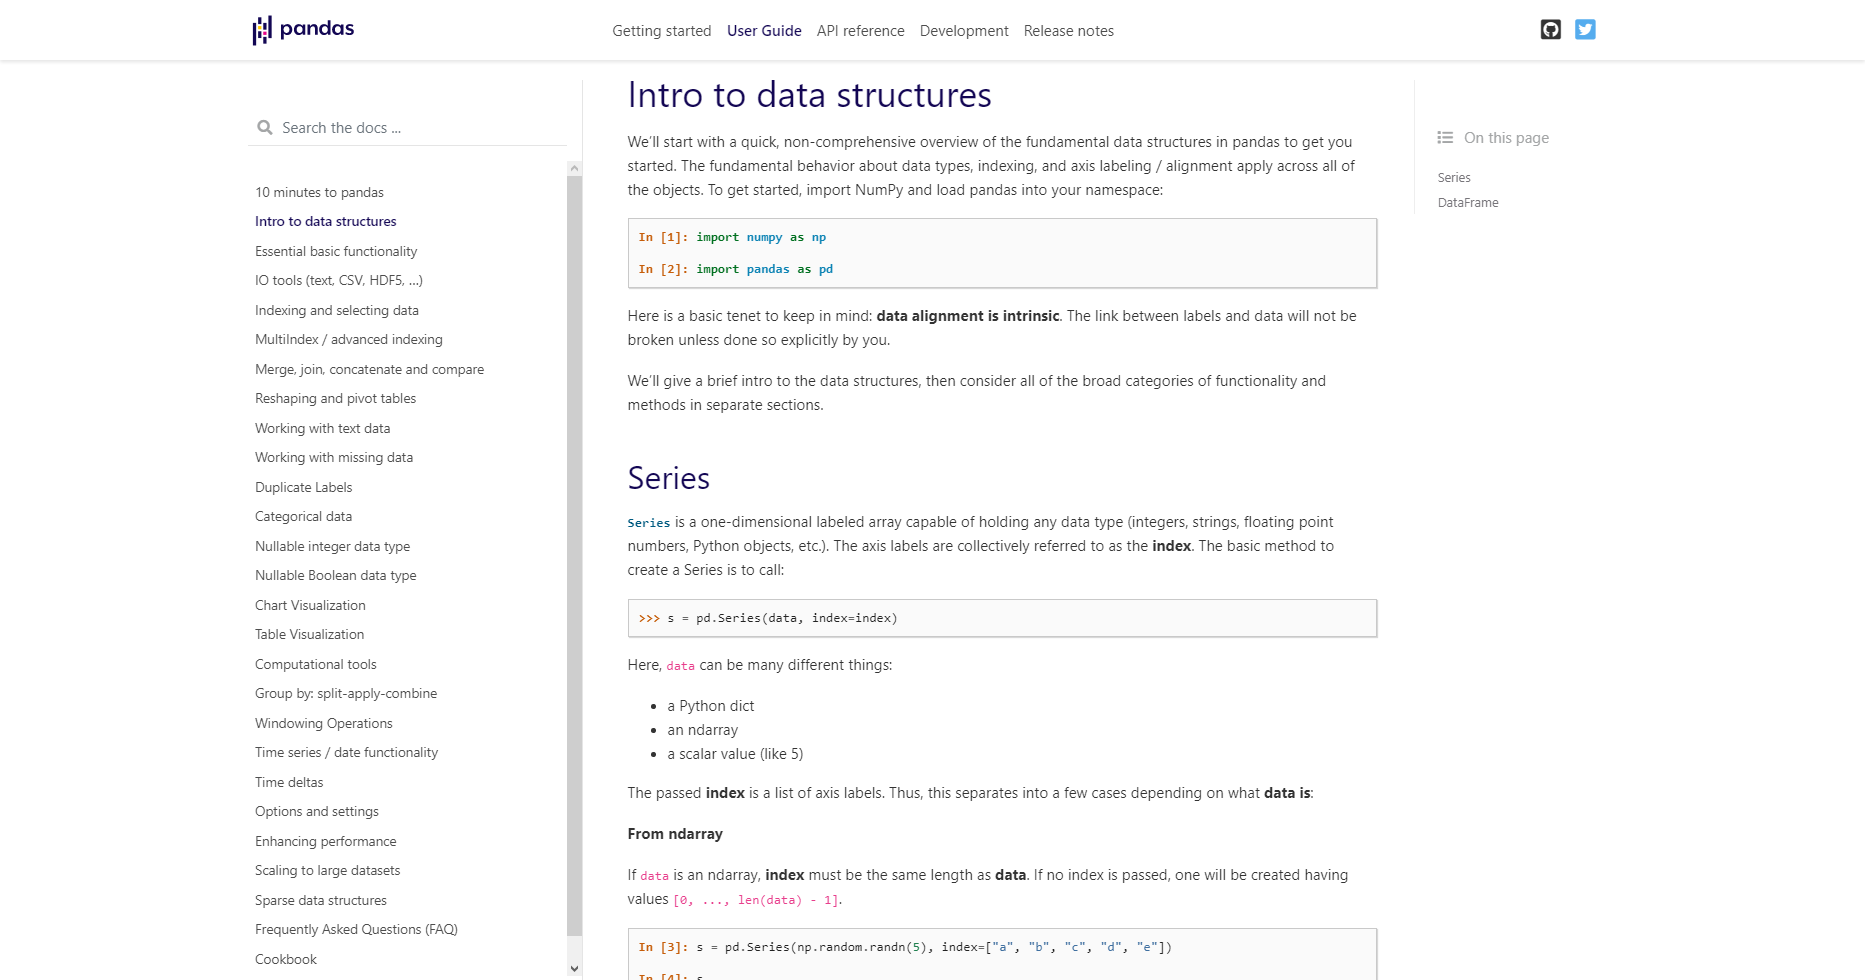 pandas
Getting started User Guide API reference Development Release notes
Search the docs ...
10 minutes to pandas
Intro to data structures
Essential basic functionality
IO tools (text, CSV, HDF5, …)
Indexing and selecting data
MultiIndex / advanced indexing
Merge, join, concatenate and compare
Reshaping and pivot tables
Working with text data
Working with missing data
Duplicate Labels
Categorical data
Nullable integer data type
Nullable Boolean data type
Chart Visualization
Table Visualization
Computational tools
Group by: split-apply-combine
Windowing Operations
Time series / date functionality
Time deltas
Options and settings
Enhancing performance
Scaling to large datasets
Sparse data structures
Frequently Asked Questions (FAQ)
Cookbook
Intro to data structures
We’ll start with a quick, non-comprehensive overview of the fundamental data structures in pandas to get you
started. The fundamental behavior about data types, indexing, and axis labeling / alignment apply across all of
the objects. To get started, import NumPy and load pandas into your namespace:
In [1]: import numpy as np
In [2]: import pandas as pd
Here is a basic tenet to keep in mind: data alignment is intrinsic. The link between labels and data will not be
broken unless done so explicitly by you.
We’ll give a brief intro to the data structures, then consider all of the broad categories of functionality and
methods in separate sections.
Series
Series is a one-dimensional labeled array capable of holding any data type (integers, strings, floating point
numbers, Python objects, etc.). The axis labels are collectively referred to as the index. The basic method to
create a Series is to call:
>>> s = pd.Series(data, index=index)
Here, data can be many different things:
• a Python dict
• an ndarray
• a scalar value (like 5)
The passed index is a list of axis labels. Thus, this separates into a few cases depending on what data is:
From ndarray
If data is an ndarray, index must be the same length as data. If no index is passed, one will be created having
values [0, ..., len(data) - 1].
In [3]: s = pd.Series(np.random.randn(5), index=["a", "b", "c", "d", "e"])
In [4]: s
On this page
Series
DataFrame